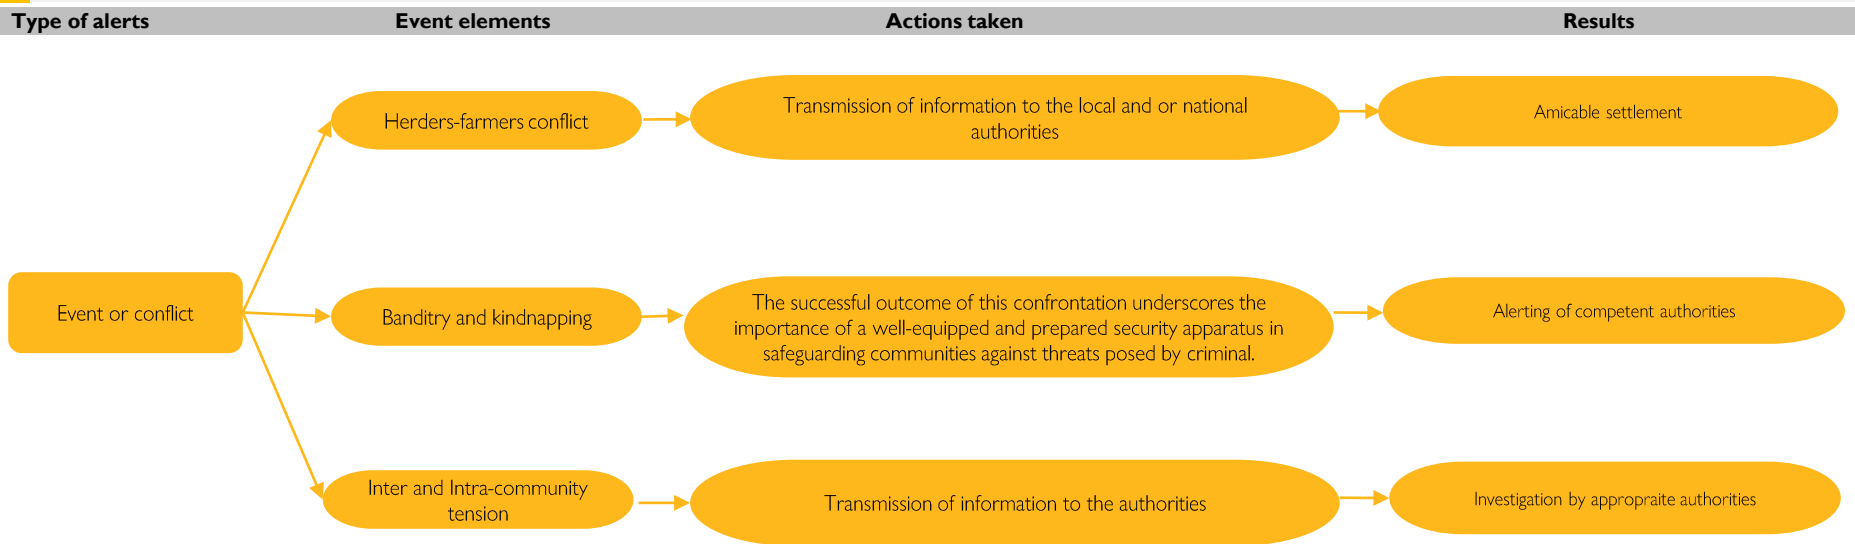 Type of alerts
Event elements
Actions taken
Results
Herders-farmers conflict
Transmission of information to the local and or national
authorities
Amicable settlement
Event or conflict
Banditry and kindnapping
The successful outcome of this confrontation underscores the
importance of a well-equipped and prepared security apparatus in
safeguarding communities against threats posed by criminal.
Alerting of competent authorities
Inter and Intra-community
tension
Transmission of information to the authorities
Investigation by appropraite authorities